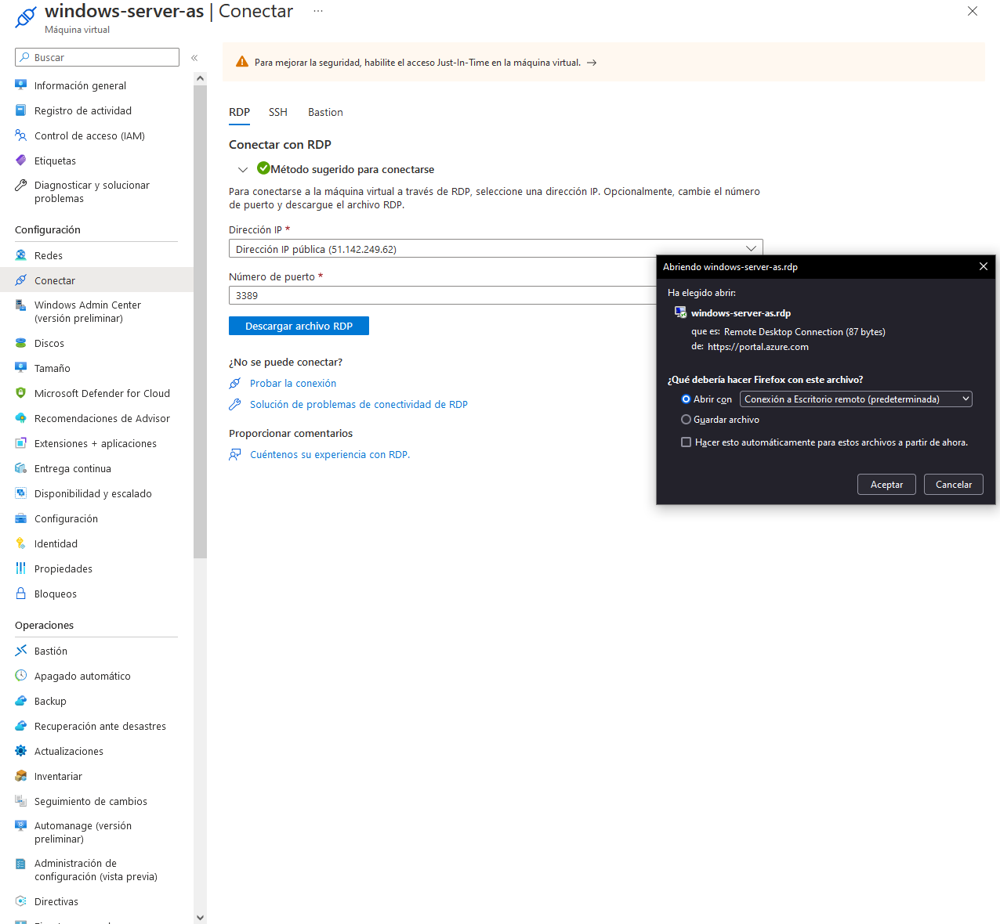 windows-server-as | Conectar ...
Máquina virtual
Buscar
«
Información general
Registro de actividad
Control de acceso (IAM)
Etiquetas
Diagnosticar y solucionar
problemas
Configuración
Redes
Conectar
Windows Admin Center
(versión preliminar)
Discos
Tamaño
Microsoft Defender for Cloud
Recomendaciones de Advisor
Extensiones + aplicaciones
Entrega continua
Disponibilidad y escalado
Configuración
Identidad
Propiedades
Bloqueos
Operaciones
Bastión
Apagado automático
Backup
Recuperación ante desastres
Actualizaciones
Inventariar
Seguimiento de cambios
Automanage (versión
preliminar)
Administración de
configuración (vista previa)
Directivas
Para mejorar la seguridad, habilite el acceso Just-In-Time en la máquina virtual. →
RDP SSH Bastion
Conectar con RDP
Método sugerido para conectarse
Para conectarse a la máquina virtual a través de RDP, seleccione una dirección IP. Opcionalmente, cambie el número
de puerto y descargue el archivo RDP.
Dirección IP *
Dirección IP pública (51.142.249.62)
Número de puerto *
3389
Descargar archivo RDP
¿No se puede conectar?
Probar la conexión
Solución de problemas de conectividad de RDP
Proporcionar comentarios
Cuéntenos su experiencia con RDP.
Abriendo windows-server-as.rdp
Ha elegido abrir:
windows-server-as.rdp
que es: Remote Desktop Connection (87 bytes)
de: https://portal.azure.com
¿Qué debería hacer Firefox con este archivo?
Abrir con Conexión a Escritorio remoto (predeterminada)
Guardar archivo
Hacer esto automáticamente para estos archivos a partir de ahora.
Aceptar Cancelar